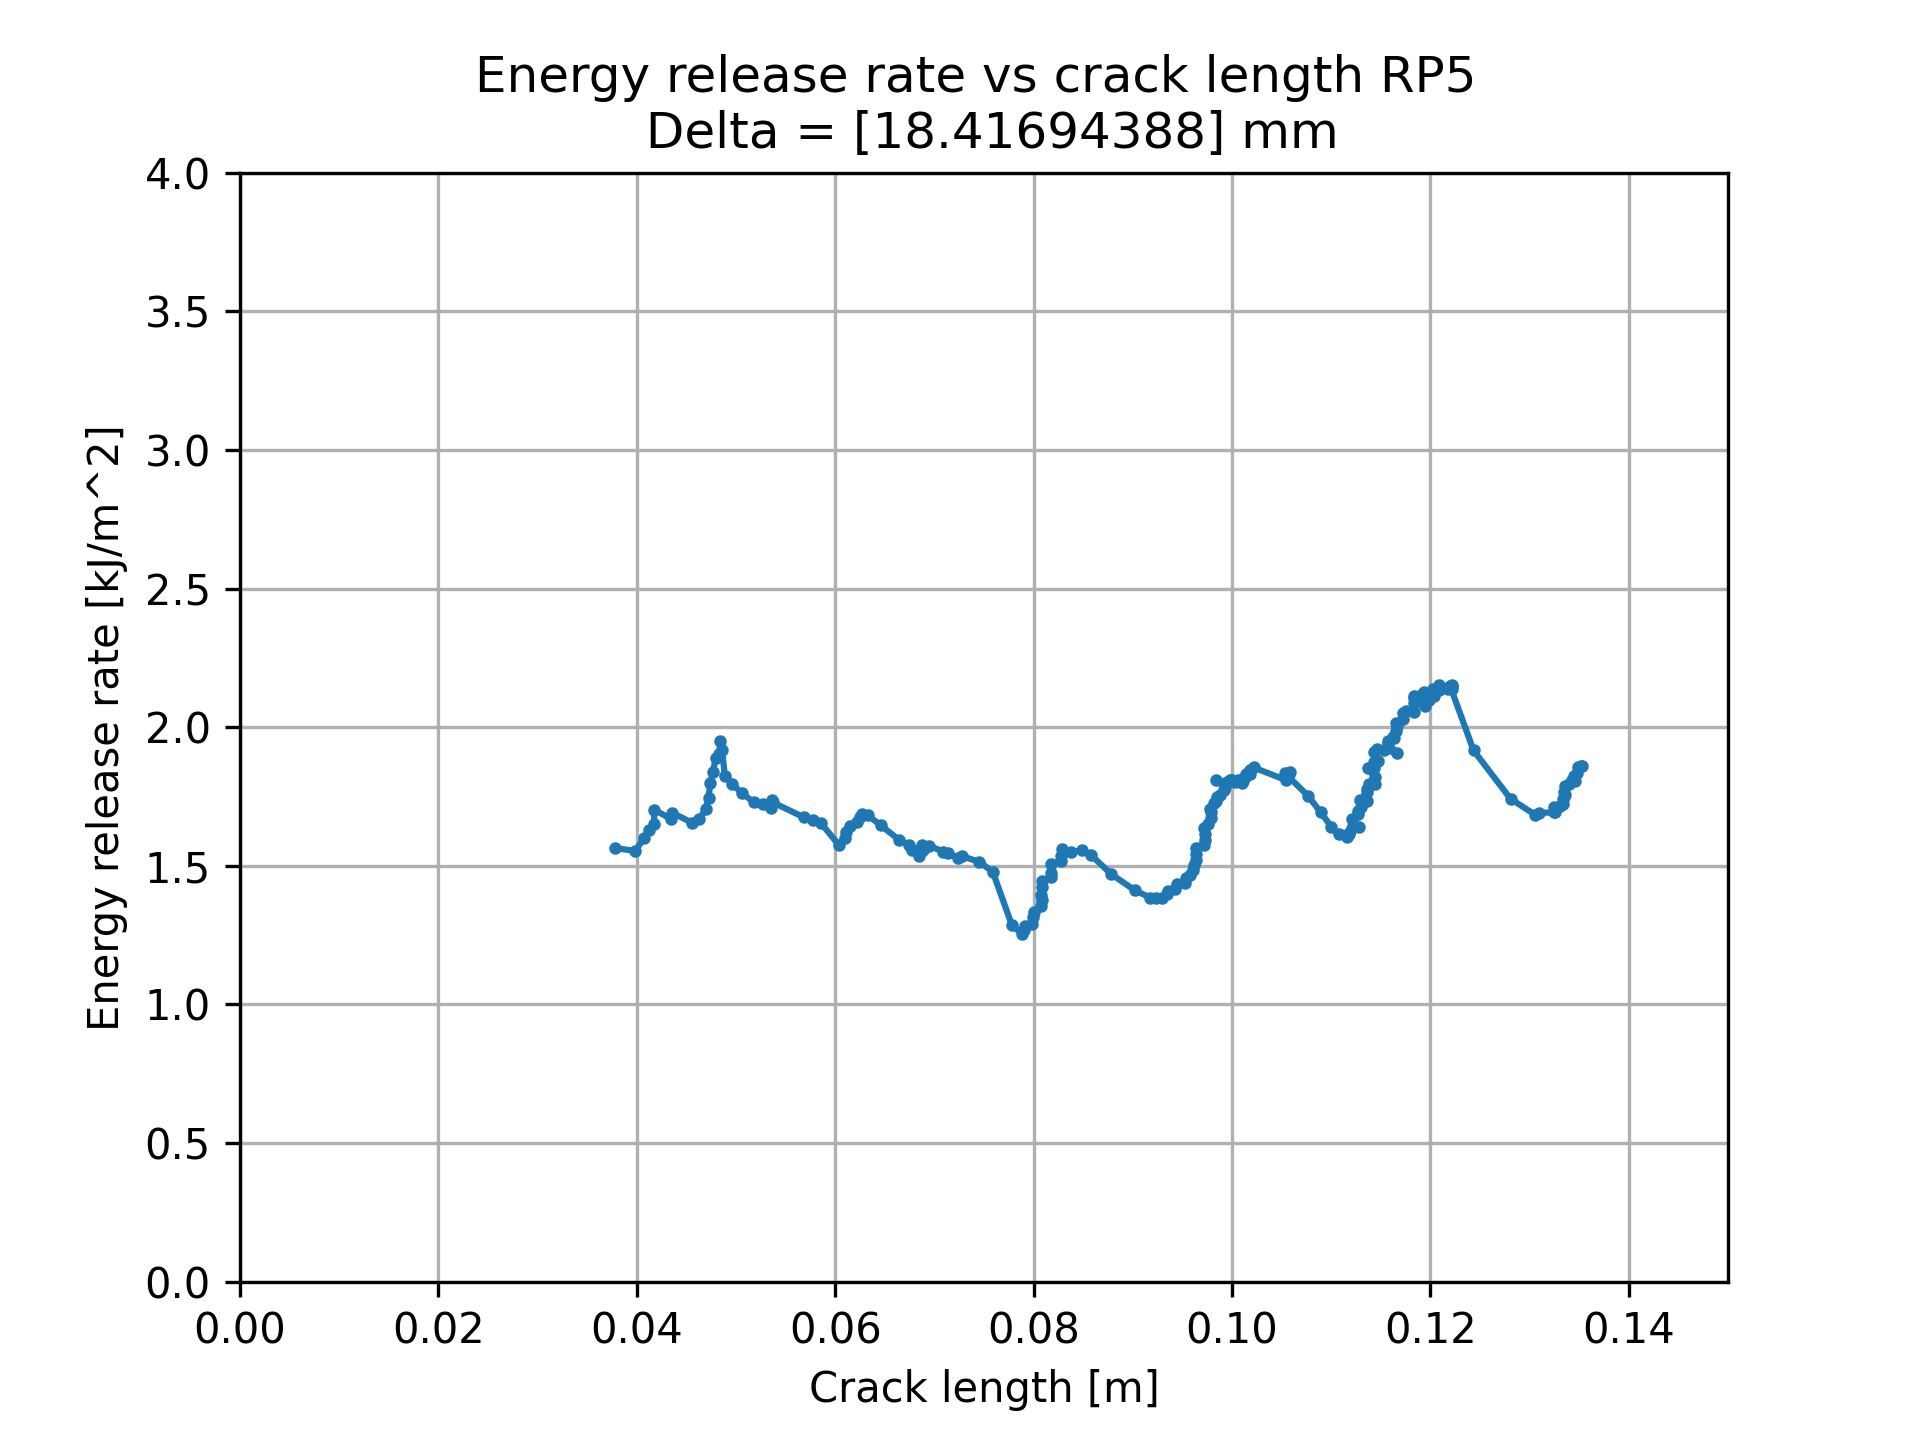 Energy release rate vs crack length RP5
Delta = [18.41694388] mm
4.0
3.5
3.0
2.5
2.0
1.5
1.0
0.5
0.0
Energy release rate [kJ/m^2]
0.00 0.02 0.04 0.06 0.08 0.10 0.12 0.14
Crack length [m]